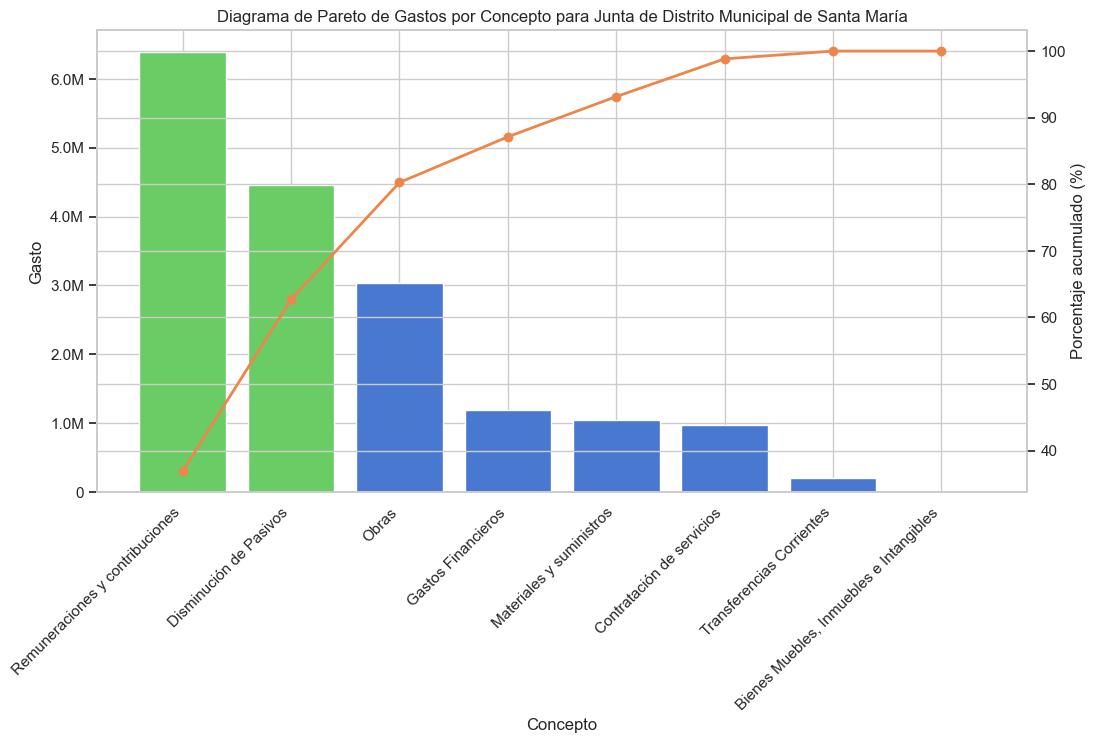 Diagrama de Pareto de Gastos por Concepto para Junta de Distrito Municipal de Santa María
Gasto
6.0M
5.0M
4.0M
3.0M
2.0M
1.0M
0
100
90
80
70
60
50
40
Porcentaje acumulado (%)
Remuneraciones y contribuciones
Disminución de Pasivos
Obras
Gastos Financieros
Materiales y suministros
Contratación de servicios
Transferencias Corrientes
Bienes Muebles, Inmuebles e Intangibles
Concepto